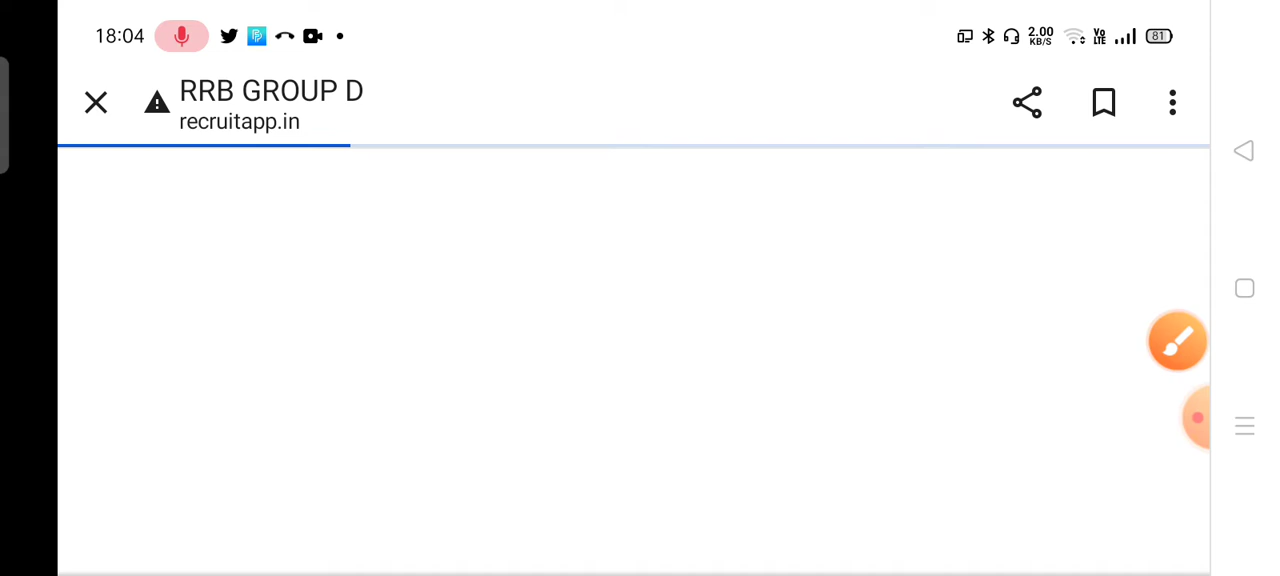 18:04
2.00
KB/S
Vo
LTE
81
RRB GROUP D
recruitapp.in